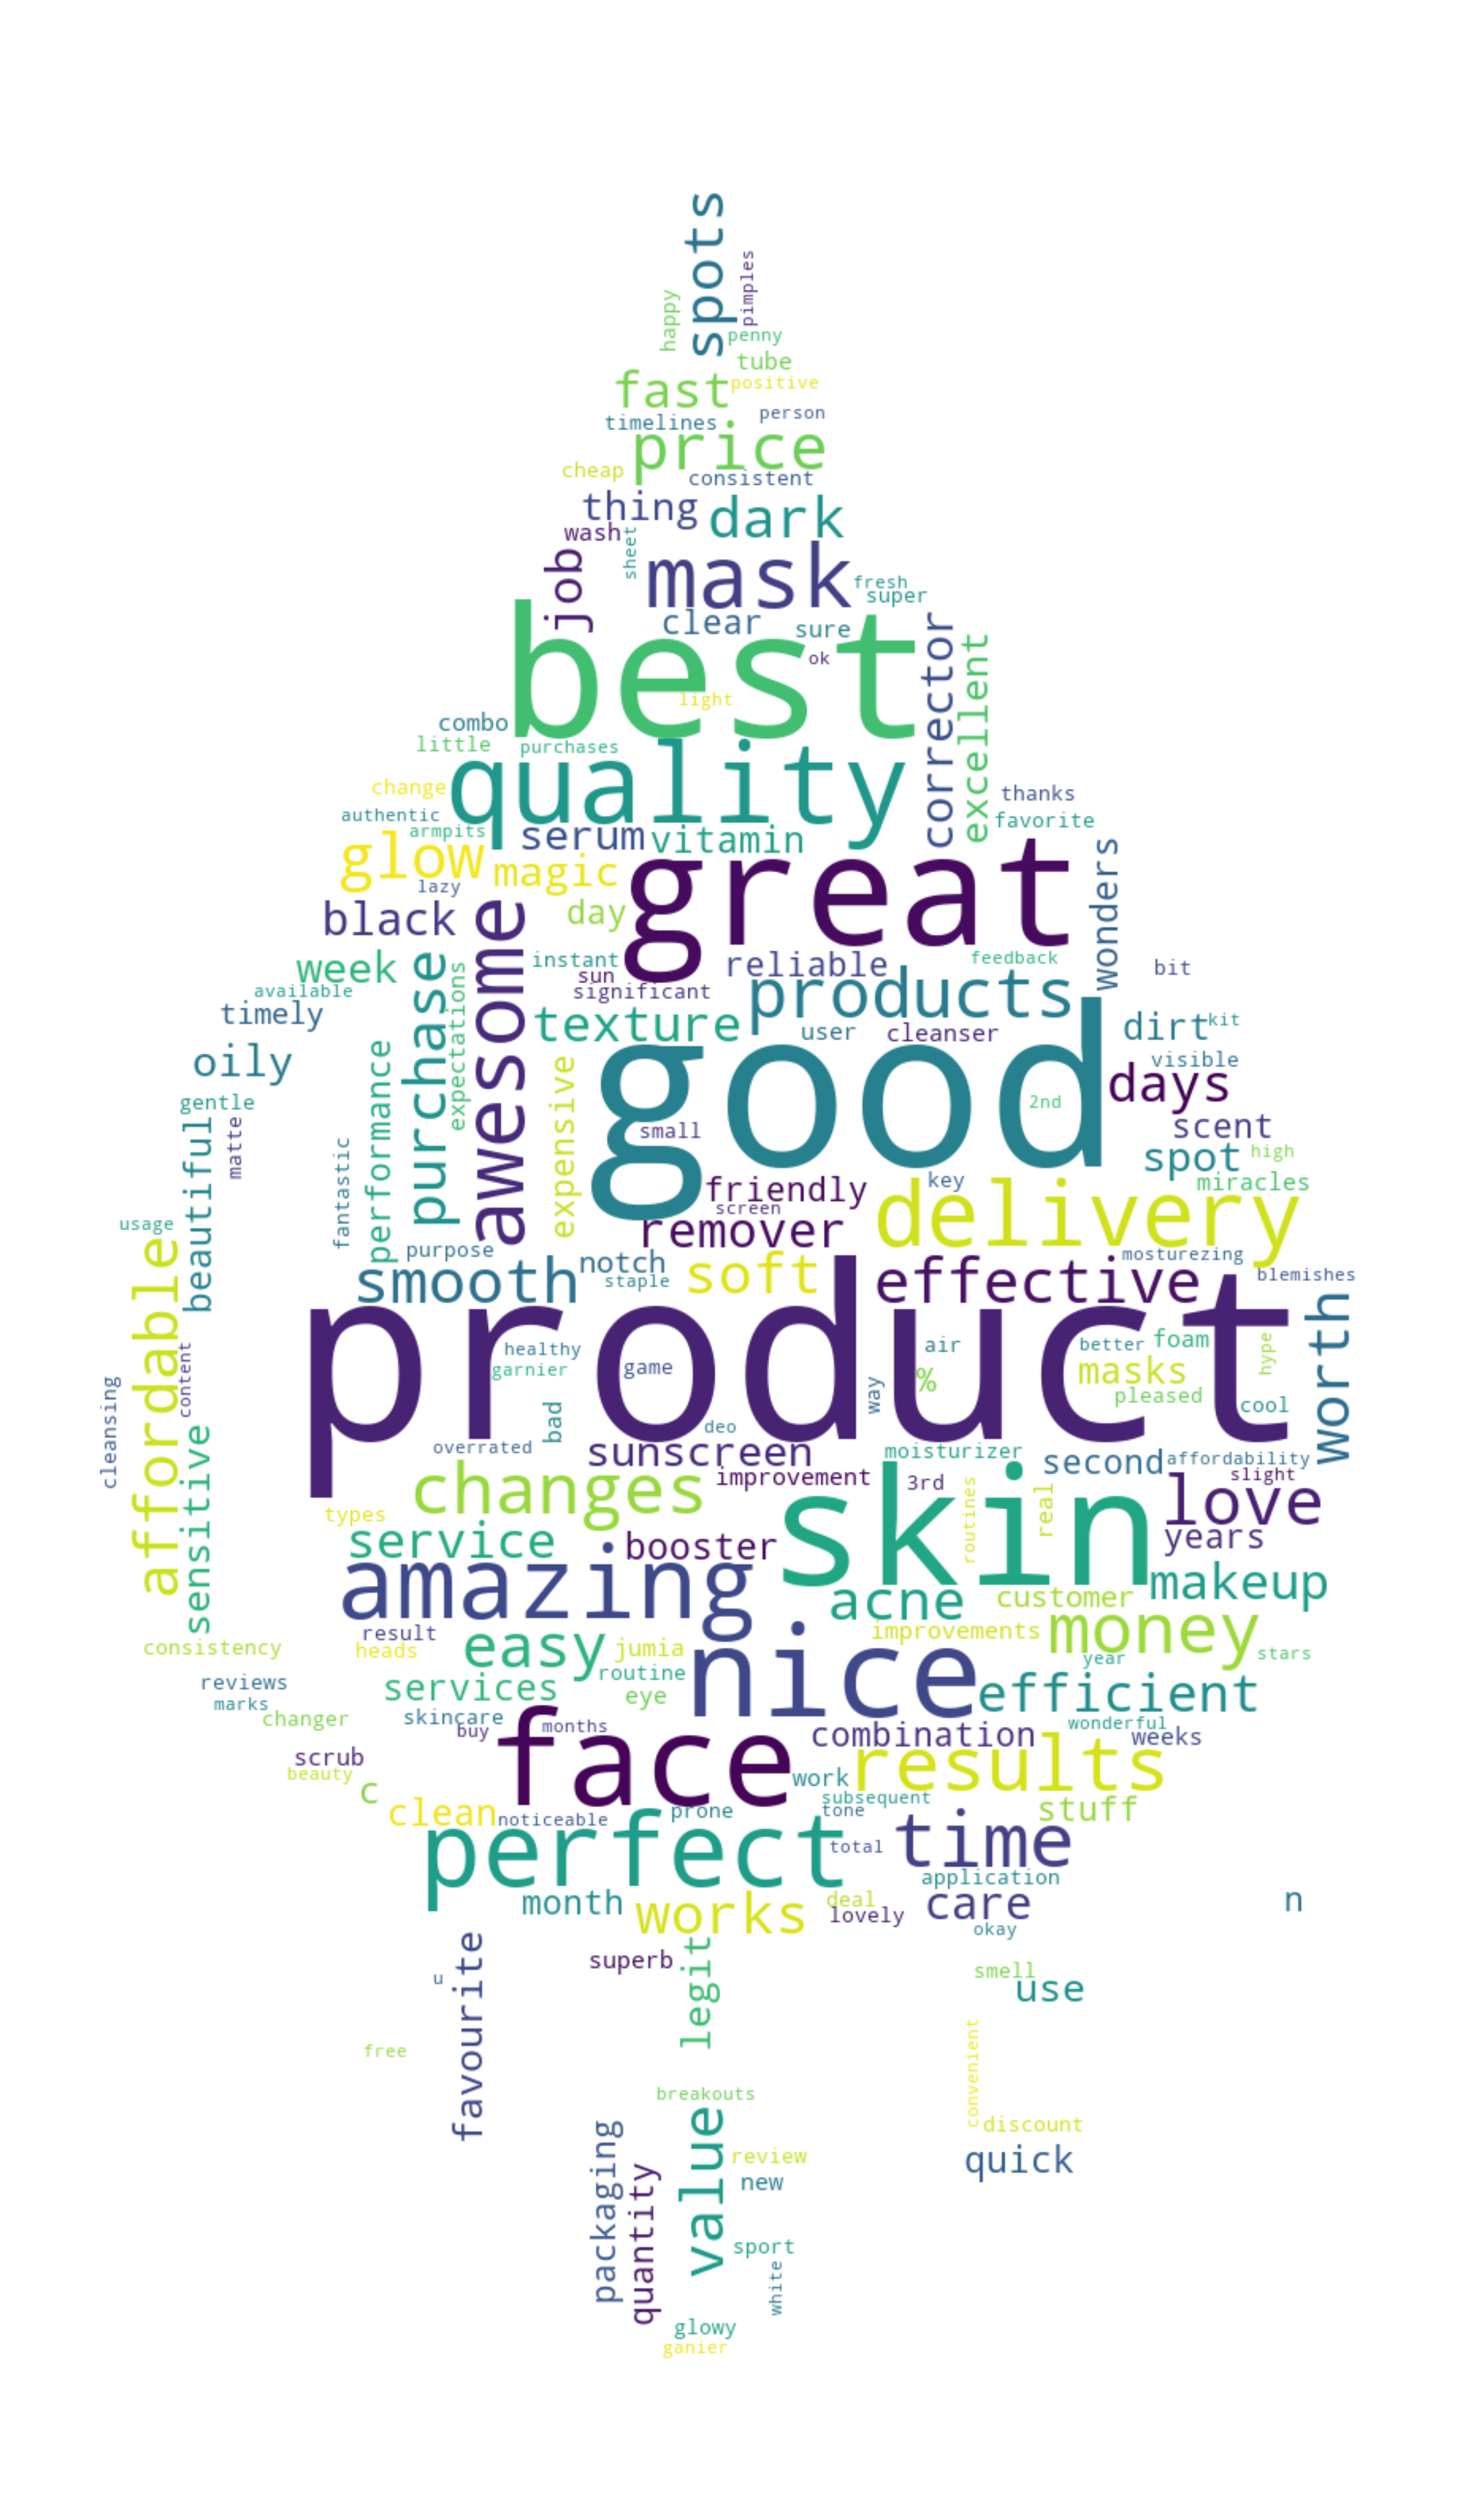 spots
pimples
happy
penny
tube
fast
positive
person
timelines
price
cheap
consistent
thing
dark
wash
sheet
job
mask
fresh
super
clear
sure
best
ok
corrector
excellent
light
combo
little
purchases
quality
change
thanks
authentic
armpits
serum
vitamin
favorite
glow
magic
great
wonders
lazy
black
day
awesome
week
purchase
expectations
instant
reliable
feedback
bit
sun
available
significant
products
timely
texture
user
cleanser
dirt
kit
oily
performance
expensive
good
visible
days
gentle
2nd
beautiful
matte
fantastic
small
scent
spot
high
friendly
key
miracles
delivery
usage
screen
remover
affordable
purpose
notch
mosturezing
smooth
staple
soft
effective
blemishes
product
worth
healthy
air
better
foam
hype
garnier
game
%
masks
content
cleansing
way
pleased
cool
bad
deo
overrated
sunscreen
moisturizer
second
affordability
sensitive
changes
improvement
3rd
slight
skin
routines
real
love
types
service
booster
years
amazing
acne
customer
makeup
result
improvements
money
consistency
heads
easy
jumia
nice
stars
year
reviews
routine
services
eye
efficient
marks
changer
skincare
buy
months
face
combination
wonderful
weeks
scrub
beauty
c
work
results
subsequent
clean
noticeable
prone
tone
stuff
perfect
total
time
application
month
works
deal
lovely
care
n
okay
favourite
superb
legit
smell
u
use
free
convenient
breakouts
discount
packaging
quantity
value
review
quick
new
sport
white
glowy
ganier